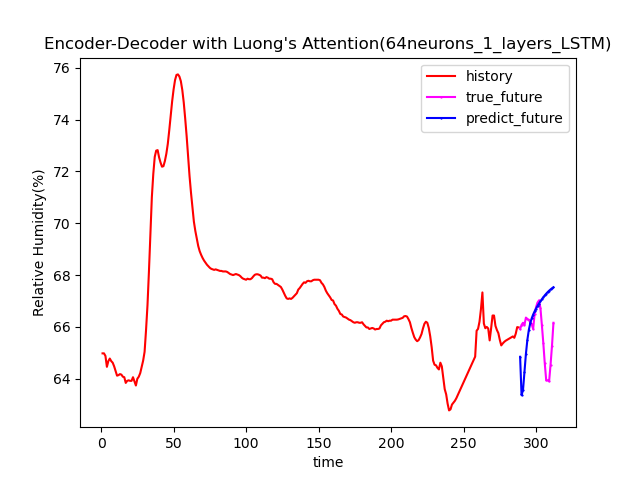 Encoder-Decoder with Luong's Attention(64neurons_1_layers_LSTM)
history
true_future
predict_future
Relative Humidity(%)
76
74
72
70
68
66
64
0 50 100 150 200 250 300
time